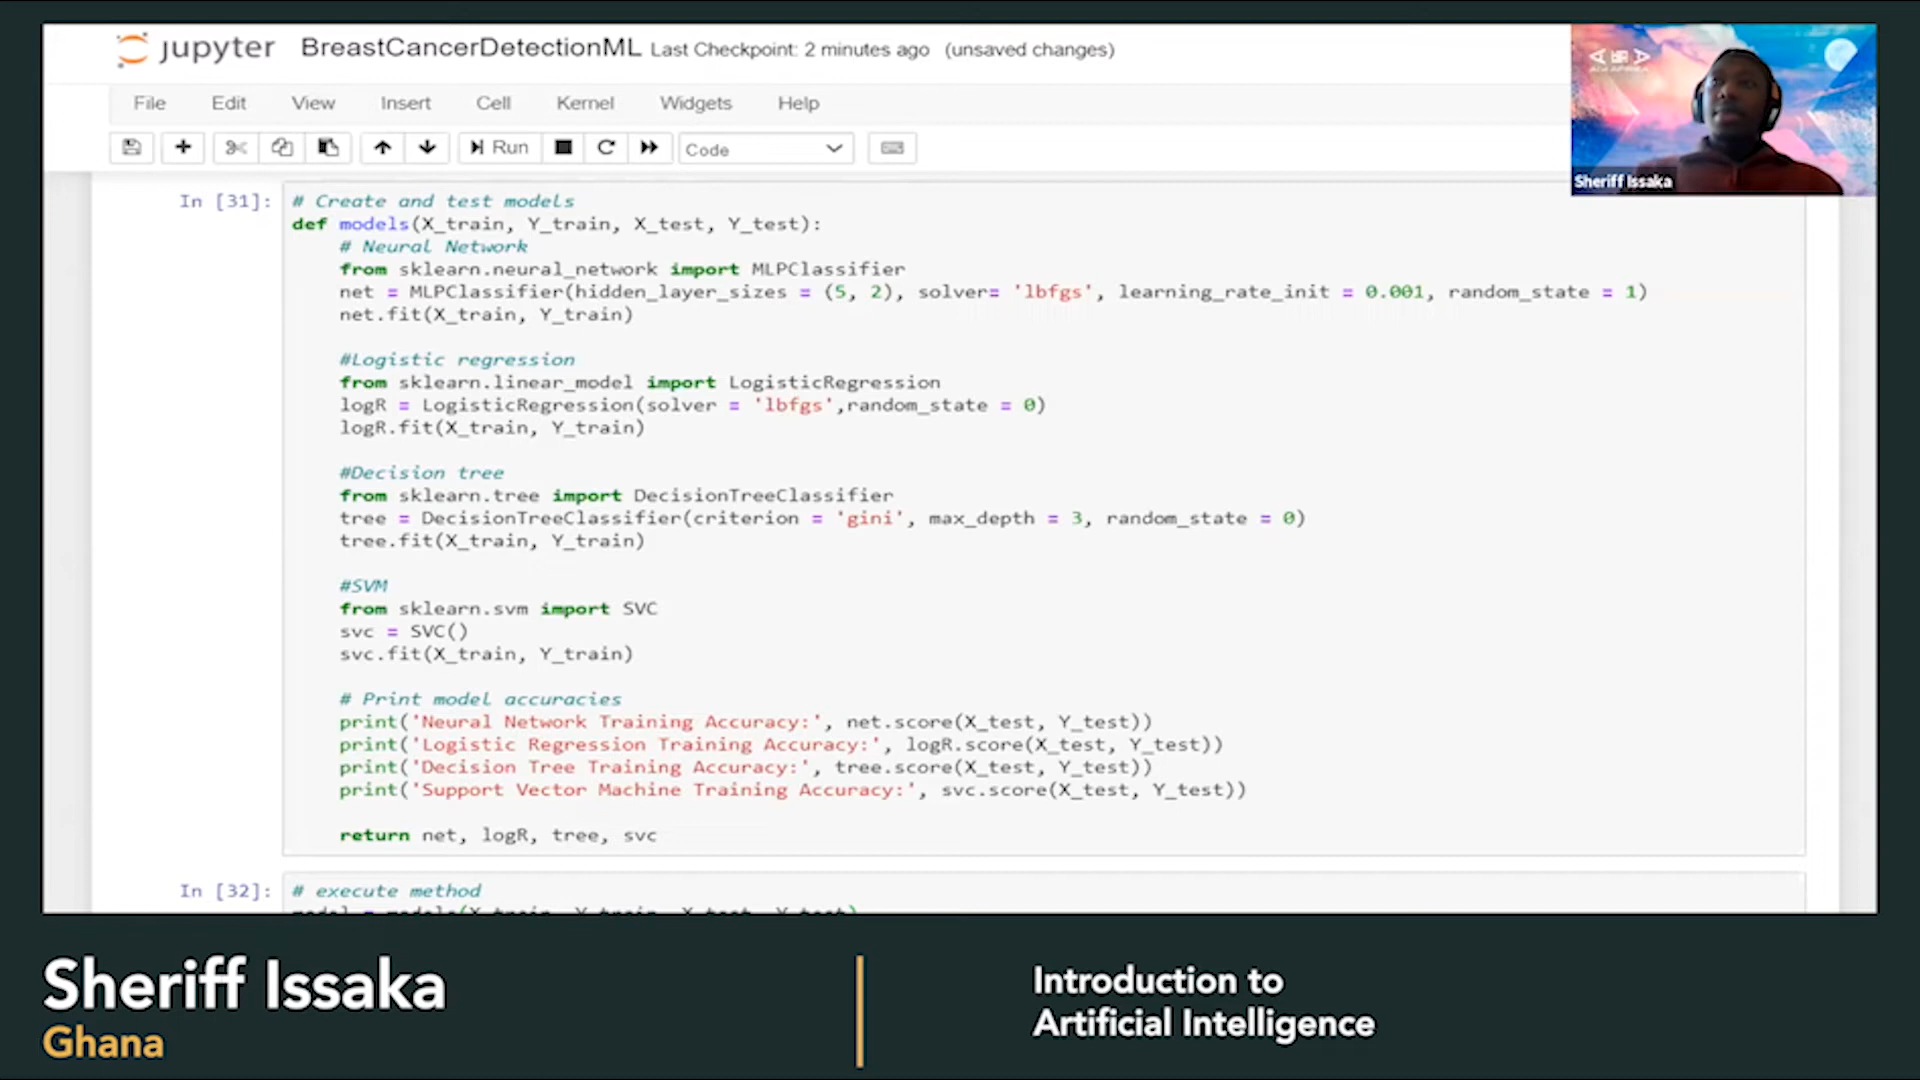 jupyter BreastCancerDetectionML Last Checkpoint: 2 minutes ago (unsaved changes)
File Edit View Insert Cell Kernel Widgets Help
Run Code
Sheriff Issaka
In [31]: # Create and test models
def models(X_train, Y_train, X_test, Y_test):
# Neural Network
from sklearn.neural_network import MLPClassifier
net = MLPClassifier(hidden_layer_sizes = (5, 2), solver= 'lbfgs', learning_rate_init = 0.001, random_state = 1)
net.fit(X_train, Y_train)
#Logistic regression
from sklearn.linear_model import LogisticRegression
logR = LogisticRegression(solver = 'lbfgs',random_state = 0)
logR.fit(X_train, Y_train)
#Decision tree
from sklearn.tree import DecisionTreeClassifier
tree = DecisionTreeClassifier(criterion = 'gini', max_depth = 3, random_state = 0)
tree.fit(X_train, Y_train)
#SVM
from sklearn.svm import SVC
svc = SVC()
svc.fit(X_train, Y_train)
# Print model accuracies
print('Neural Network Training Accuracy:', net.score(X_test, Y_test))
print('Logistic Regression Training Accuracy:', logR.score(X_test, Y_test))
print('Decision Tree Training Accuracy:', tree.score(X_test, Y_test))
print('Support Vector Machine Training Accuracy:', svc.score(X_test, Y_test))
return net, logR, tree, svc
In [32]: # execute method
model = models(X_train, Y_train, X_test, Y_test)
Sheriff Issaka
Ghana
Introduction to
Artificial Intelligence